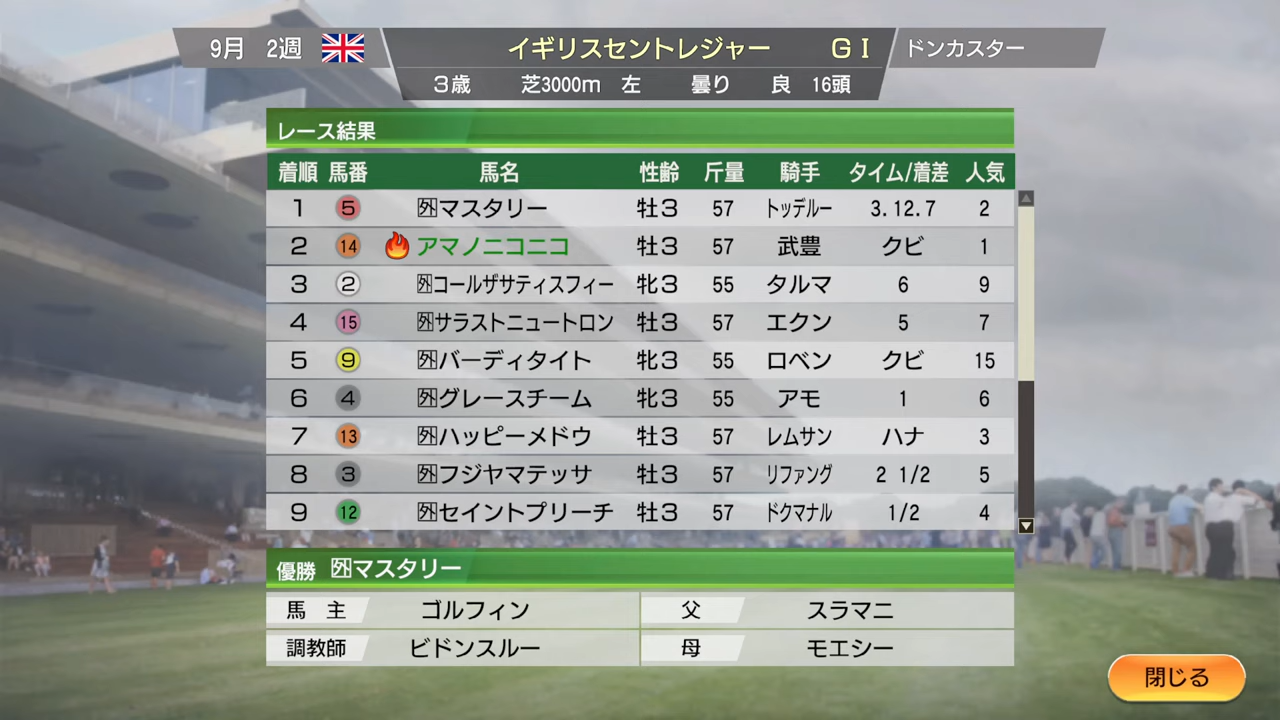 9月 2週 イギリスセントレジャー GⅠ ドンカスター
3歳 芝3000m 左 曇り 良 16頭
レース結果
着順 馬番 馬名 性齢 斤量 騎手 タイム/着差 人気
1 5 外マスタリー 牡3 57 トッデルー 3.12.7 2
2 14 アマノニコニコ 牡3 57 武豊 クビ 1
3 2 外コールザサティスフィー 牝3 55 タルマ 6 9
4 15 外サラストニュートロン 牡3 57 エクン 5 7
5 9 外バーディタイト 牝3 55 ロベン クビ 15
6 4 外グレースチーム 牝3 55 アモ 1 6
7 13 外ハッピーメドウ 牡3 57 レムサン ハナ 3
8 3 外フジヤマテッサ 牡3 57 リファング 2 1/2 5
9 12 外セイントプリーチ 牡3 57 ドクマナル 1/2 4
優勝 外マスタリー
馬主 ゴルフィン 父 スラマニ
調教師 ビドンスルー 母 モエシー
閉じる